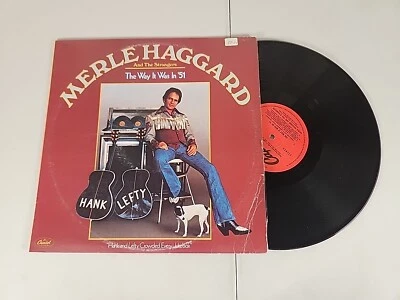 MERLE HAGGARD
And The Strangers
The Way It Was In '51
HANK
LEFTY
Hank and Lefty Crowded Every Jukebox
Capitol